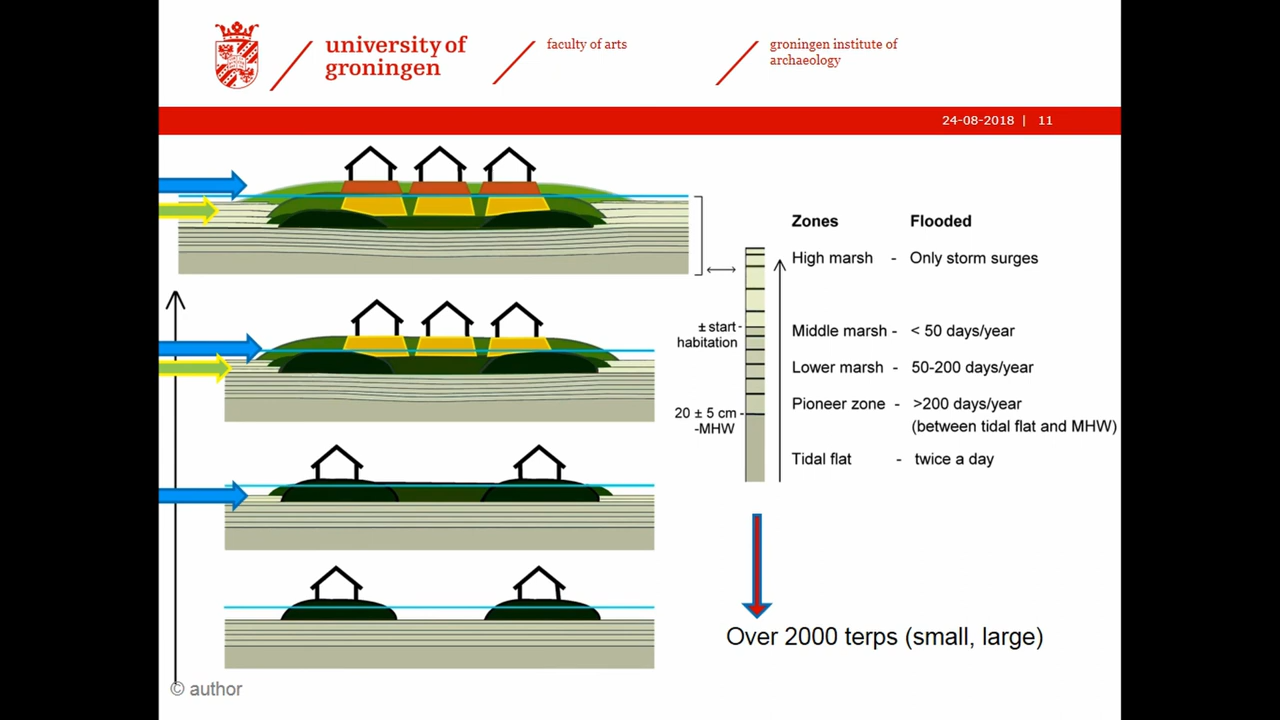 university of
groningen
faculty of arts
groningen institute of
archaeology
24-08-2018 | 11
Zones Flooded
High marsh - Only storm surges
± start
habitation
Middle marsh - < 50 days/year
Lower marsh - 50-200 days/year
Pioneer zone - >200 days/year
(between tidal flat and MHW)
20 ± 5 cm
-MHW
Tidal flat - twice a day
Over 2000 terps (small, large)
© author